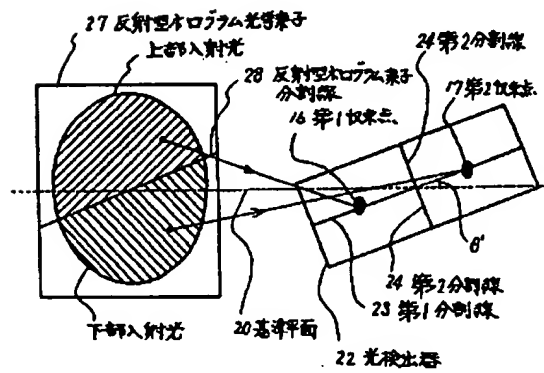 27 反射型ホログラム光学素子
上部入射光
28 反射型ホログラム素子
分割線
16 第1収束点
24 第2分割線
17 第2収束点
θ'
24 第2分割線
23 第1分割線
22 光検出器
20 基準平面
下部入射光